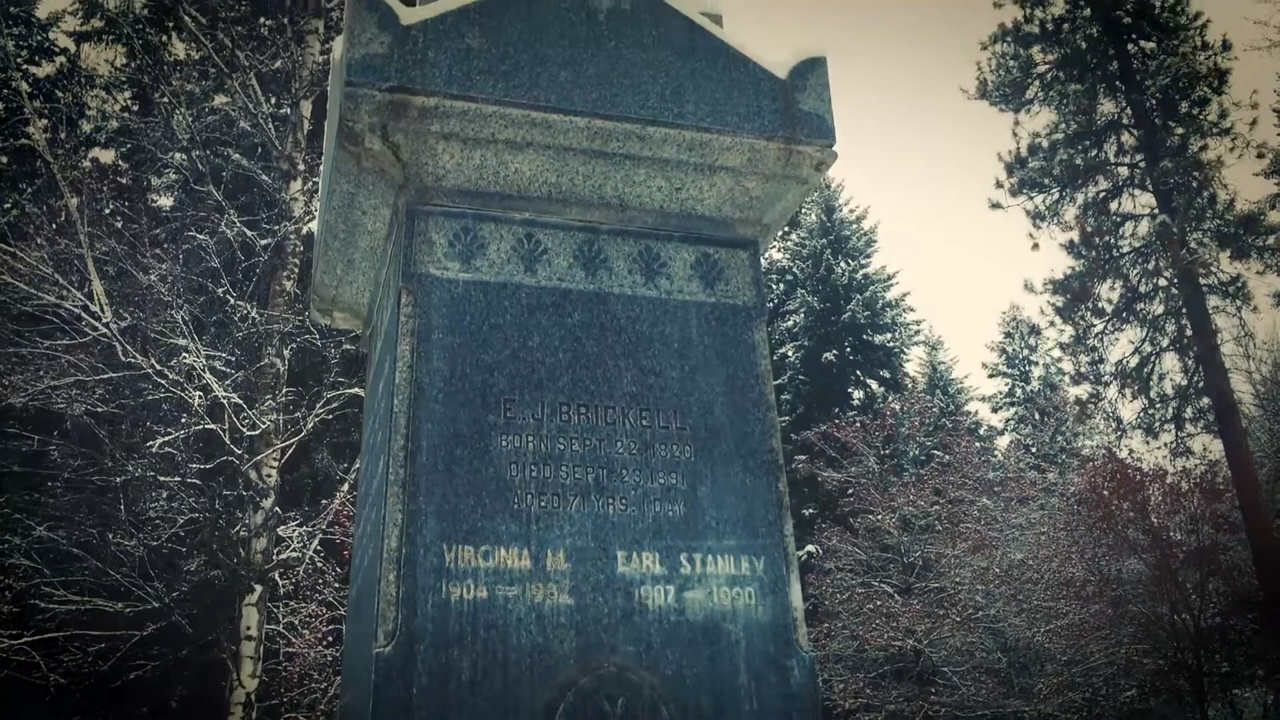 E. J. BRICKELL
BORN SEPT. 22, 1820
DIED SEPT. 23, 1891
AGED 71 YRS. 1 DAY
VIRGINIA M. EARL STANLEY
1904 — 1982 1907 — 1990